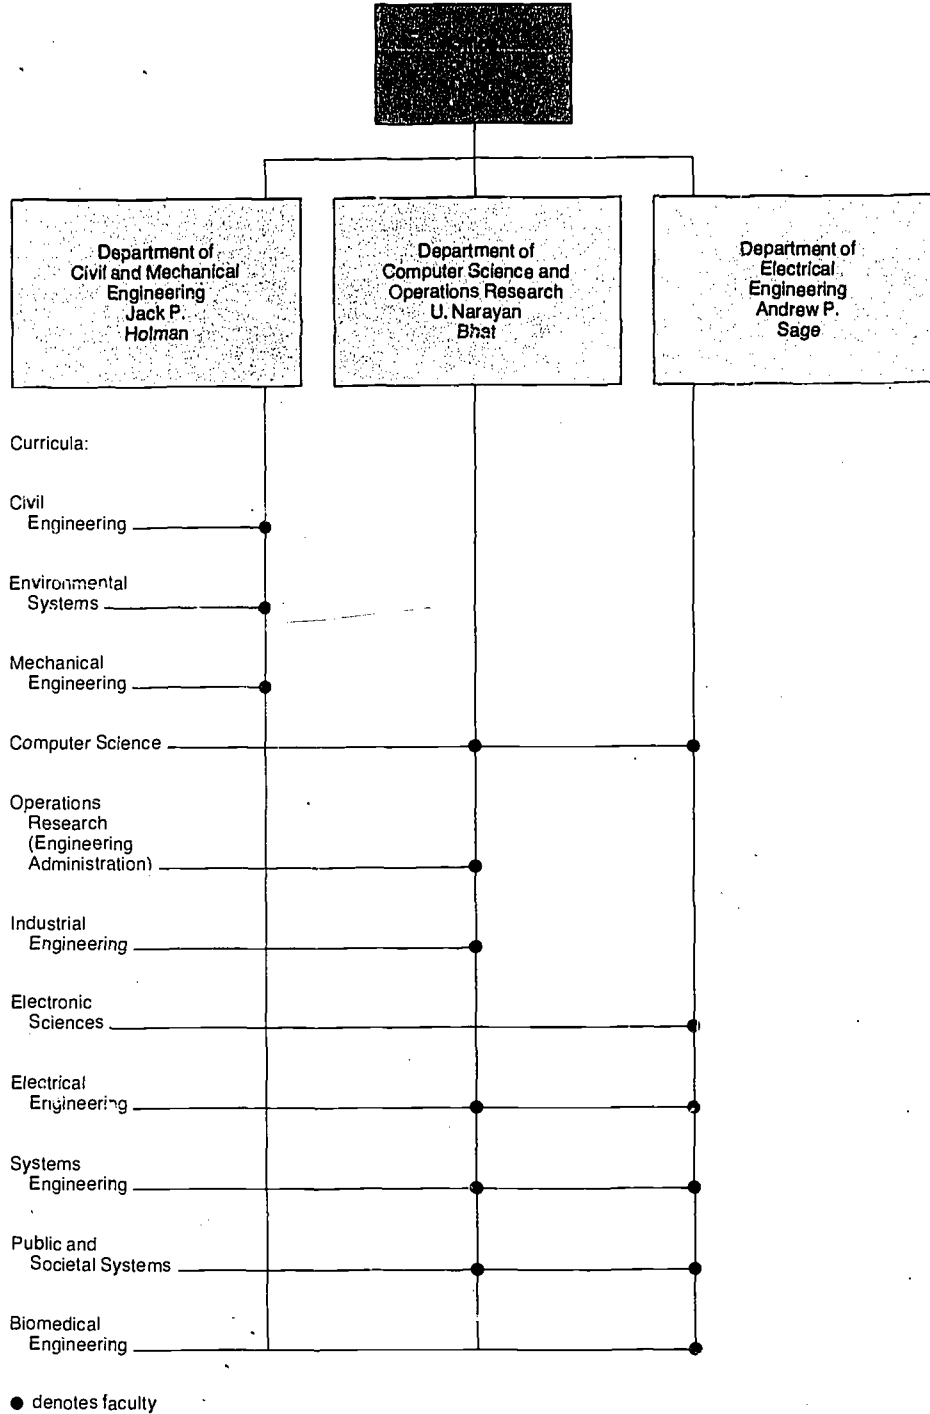 Department of
Civil and Mechanical
Engineering
Jack P.
Holman
Department of
Computer Science and
Operations Research
U. Narayan
Bhat
Department of
Electrical
Engineering
Andrew P.
Sage
Curricula:
Civil
Engineering
Environmental
Systems
Mechanical
Engineering
Computer Science
Operations
Research
(Engineering
Administration)
Industrial
Engineering
Electronic
Sciences
Electrical
Engineering
Systems
Engineering
Public and
Societal Systems
Biomedical
Engineering
● denotes faculty